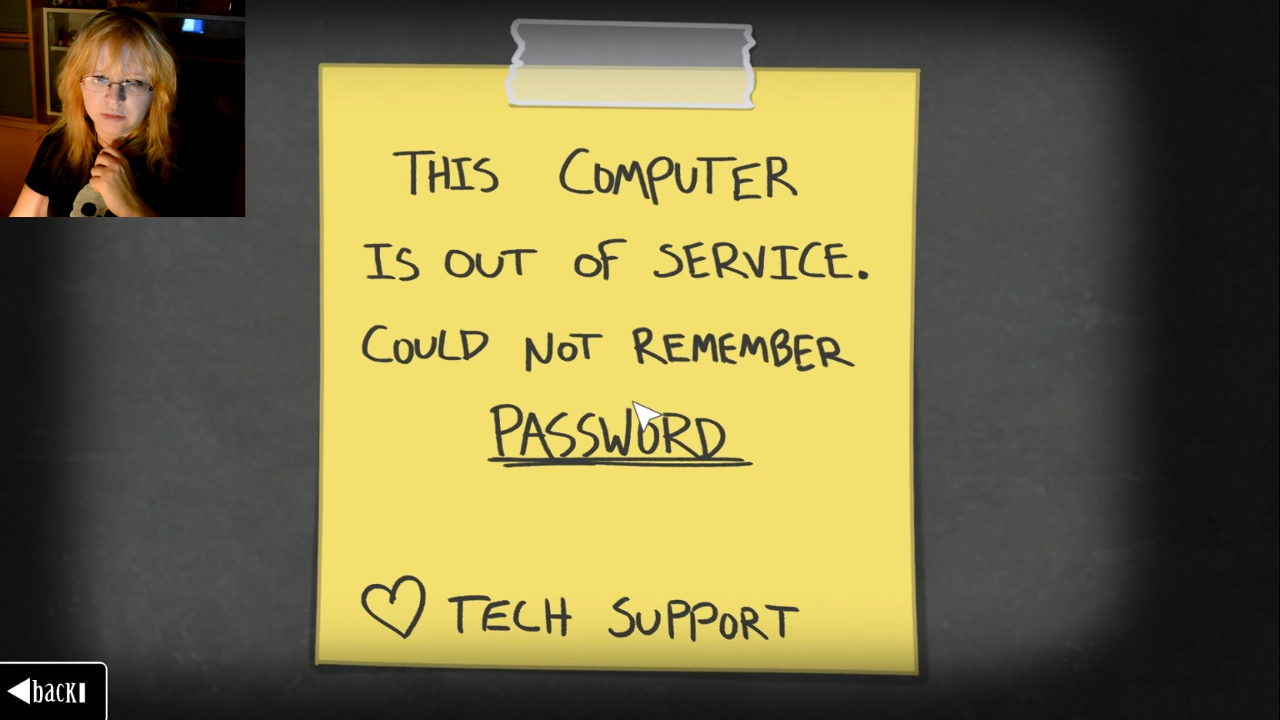 THIS COMPUTER
IS OUT OF SERVICE.
COULD NOT REMEMBER
PASSWORD
♡ TECH SUPPORT
BACK